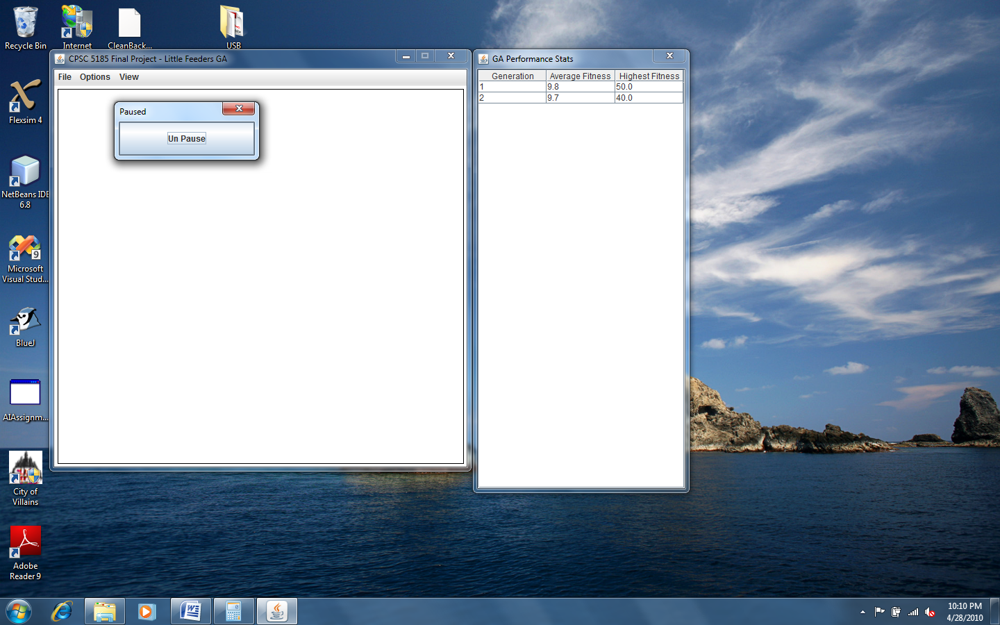 Recycle Bin
Internet
CleanBack...
USB
Flexsim 4
NetBeans IDE
6.8
9
Microsoft
Visual Stud...
BlueJ
AIAssignm...
City of
Villains
Adobe
Reader 9
CPSC 5185 Final Project - Little Feeders GA
File Options View
Paused
Un Pause
GA Performance Stats
Generation Average Fitness Highest Fitness
1 9.8 50.0
2 9.7 40.0
10:10 PM
4/28/2010